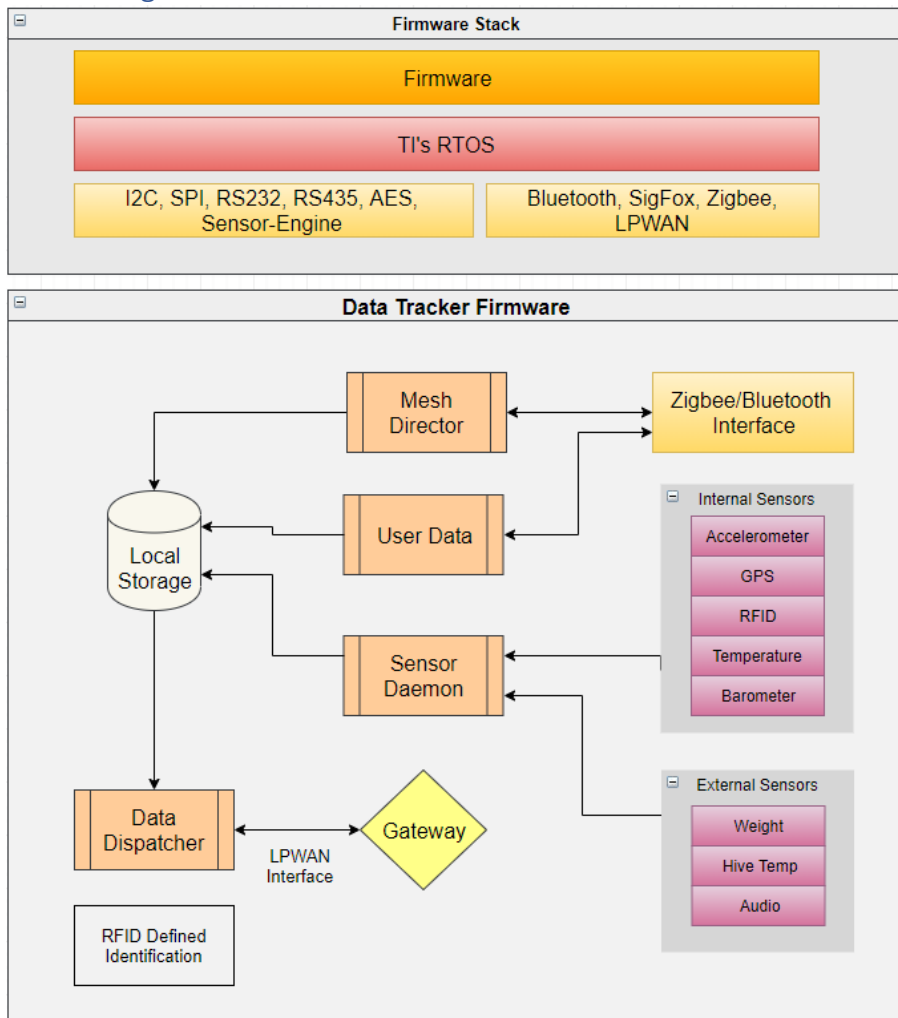 Firmware Stack
Firmware
TI's RTOS
I2C, SPI, RS232, RS435, AES,
Sensor-Engine
Bluetooth, SigFox, Zigbee,
LPWAN
Data Tracker Firmware
Mesh
Director
Zigbee/Bluetooth
Interface
User Data
Local
Storage
Sensor
Daemon
Internal Sensors
Accelerometer
GPS
RFID
Temperature
Barometer
External Sensors
Weight
Hive Temp
Audio
Data
Dispatcher
LPWAN
Interface
Gateway
RFID Defined
Identification